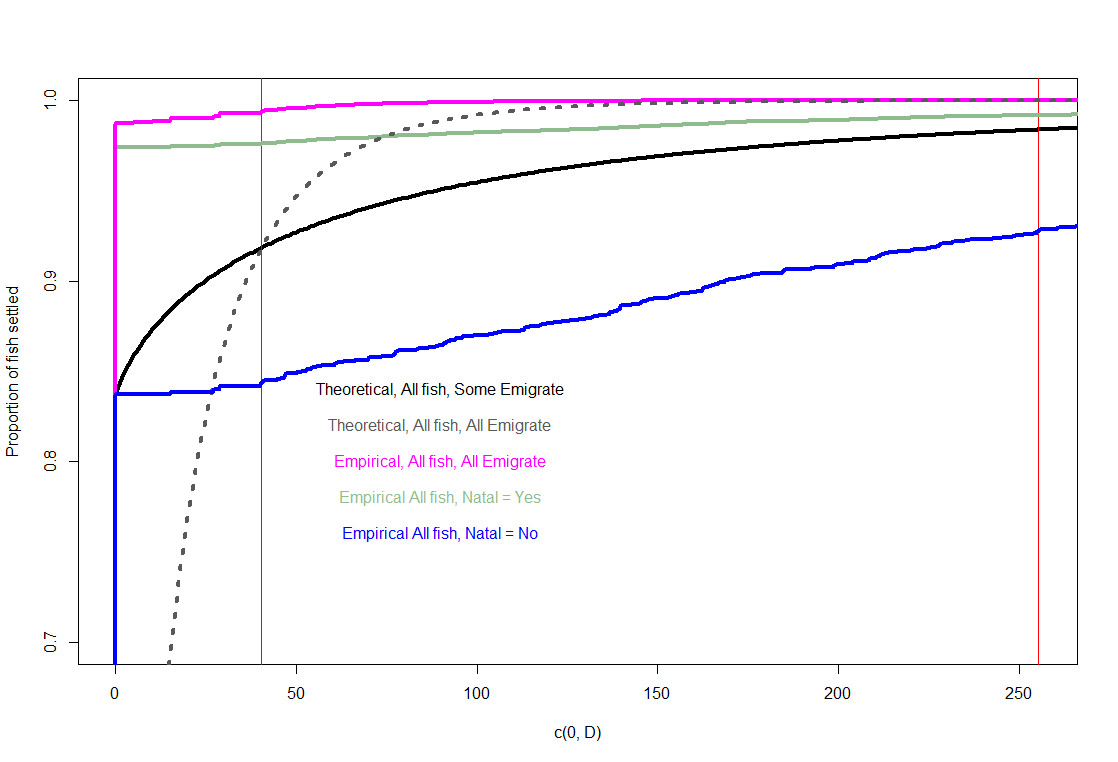 1.0
0.9
0.8
0.7
Proportion of fish settled
Theoretical, All fish, Some Emigrate
Theoretical, All fish, All Emigrate
Empirical, All fish, All Emigrate
Empirical All fish, Natal = Yes
Empirical All fish, Natal = No
0 50 100 150 200 250
c(0, D)